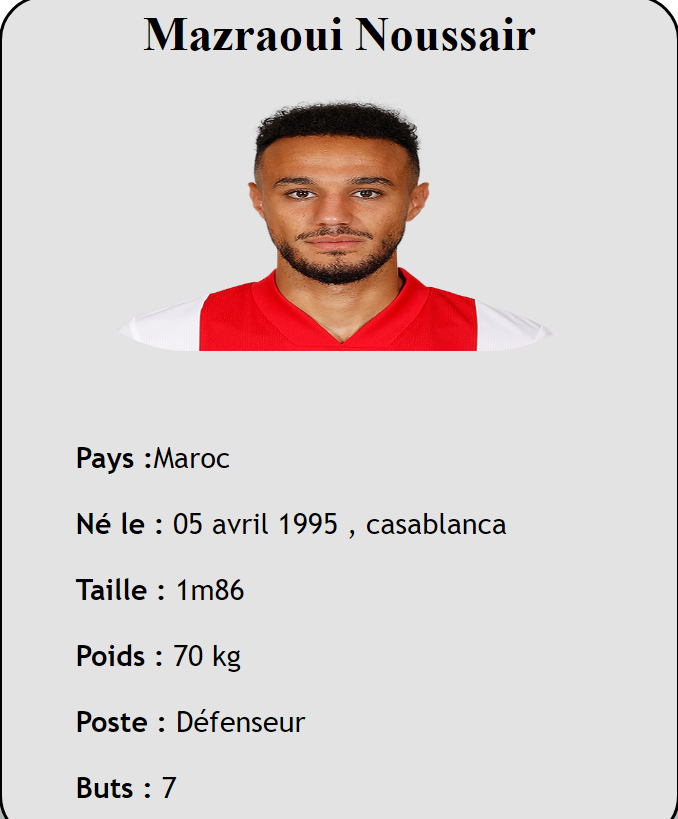 Mazraoui Noussair
Pays :Maroc
Né le : 05 avril 1995 , casablanca
Taille : 1m86
Poids : 70 kg
Poste : Défenseur
Buts : 7